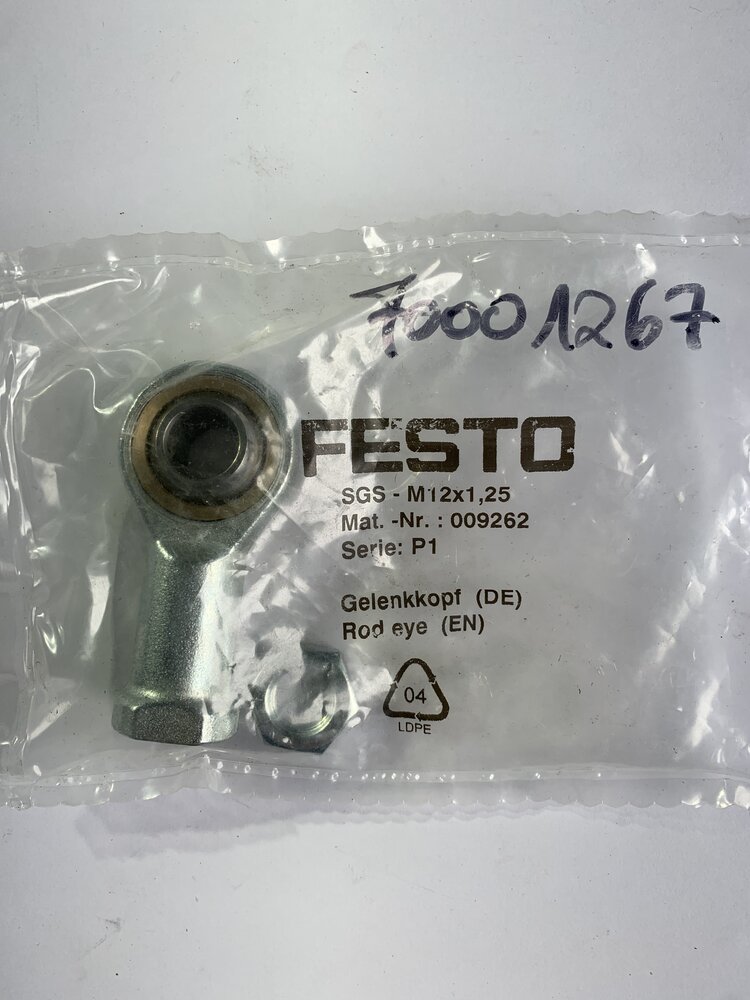 70001267
FESTO
SGS - M12x1,25
Mat. -Nr. : 009262
Serie: P1
Gelenkkopf (DE)
Rod eye (EN)
04
LDPE